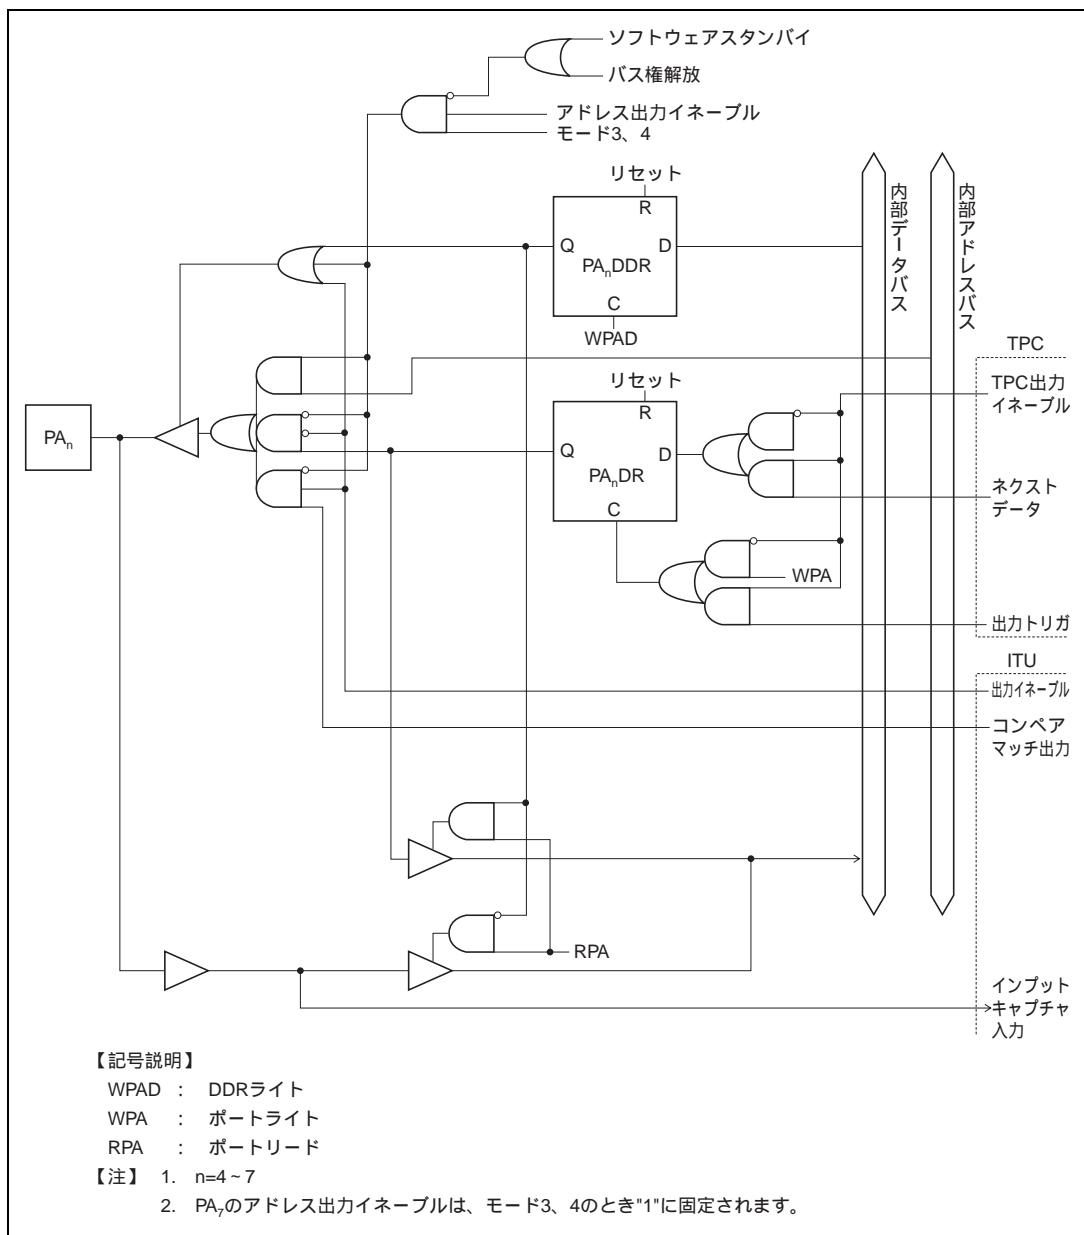 ソフトウェアスタンバイ
バス権解放
アドレス出力イネーブル
モード3、4
リセット
R
Q
D
PAnDDR
C
WPAD
内部データバス
内部アドレスバス
TPC
TPC出力
イネーブル
リセット
R
Q
D
PAnDR
C
PAn
ネクスト
データ
WPA
出力トリガ
ITU
出力イネーブル
コンペア
マッチ出力
RPA
インプット
キャプチャ
入力
【記号説明】
WPAD : DDRライト
WPA : ポートライト
RPA : ポートリード
【注】 1. n=4~7
2. PA7のアドレス出力イネーブルは、モード3、4のとき"1"に固定されます。